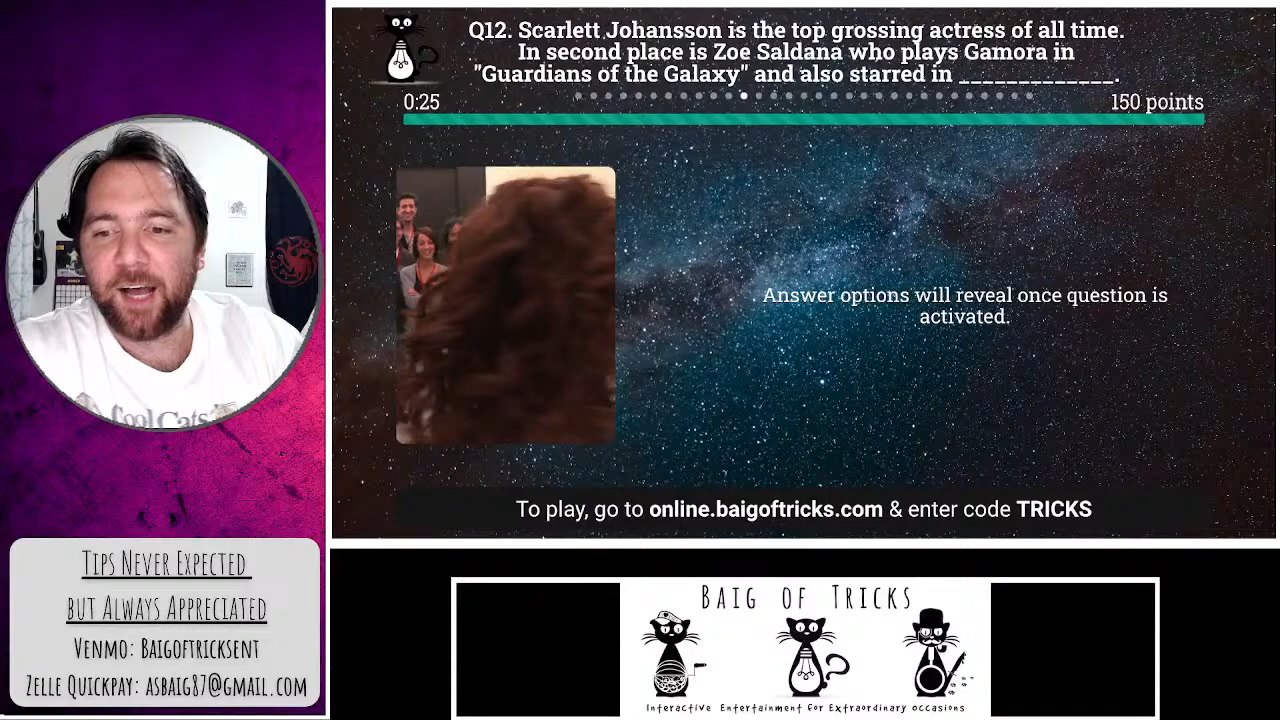 Q12. Scarlett Johansson is the top grossing actress of all time.
In second place is Zoe Saldana who plays Gamora in
"Guardians of the Galaxy" and also starred in _____________.
0:25
150 points
Answer options will reveal once question is
activated.
To play, go to online.baigoftricks.com & enter code TRICKS
Cool Cats
Tips Never Expected
but Always Appreciated
Venmo: Baigoftricksent
Zelle Quickpay: asbaig87@gmail.com
Baig of Tricks
Interactive Entertainment for Extraordinary Occasions